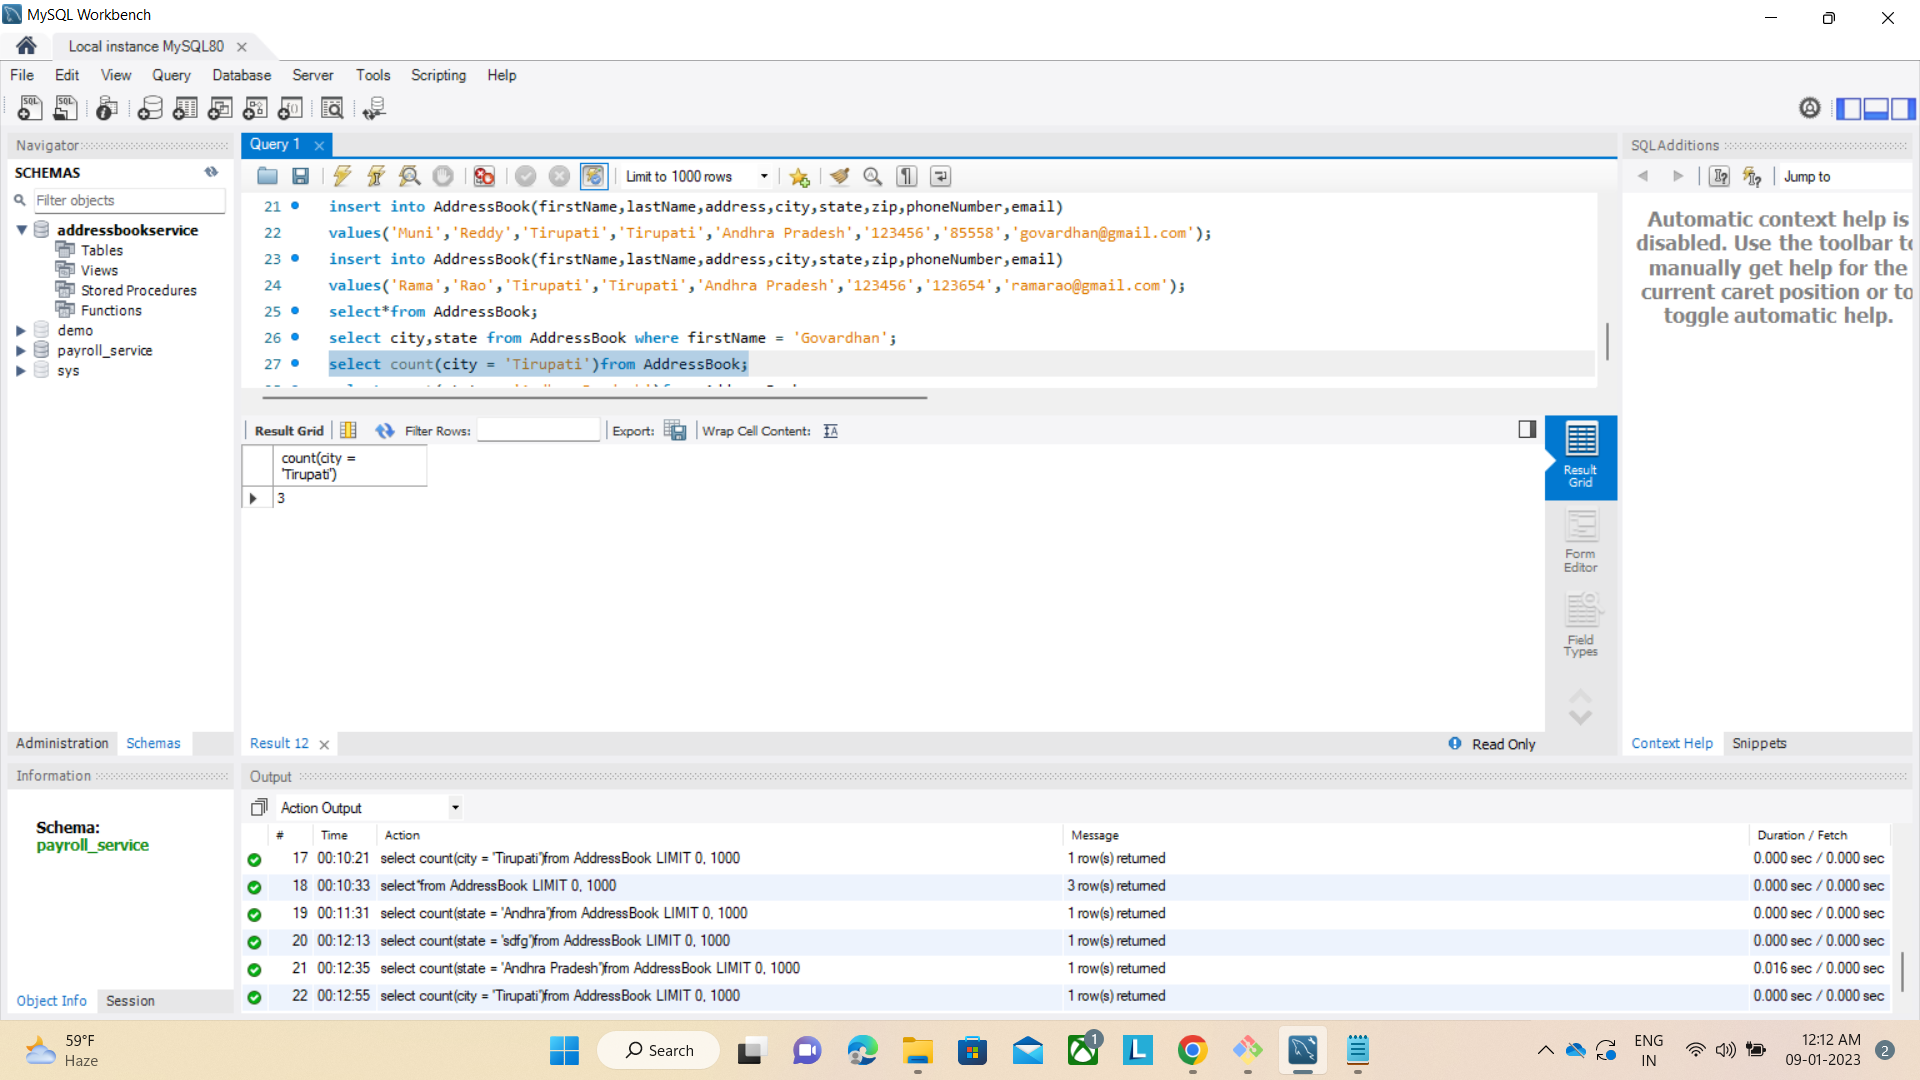 MySQL Workbench
Local instance MySQL80
File Edit View Query Database Server Tools Scripting Help
Navigator
SCHEMAS
Filter objects
addressbookservice
Tables
Views
Stored Procedures
Functions
demo
payroll_service
sys
Administration Schemas
Information
Schema:
payroll_service
Object Info Session
Query 1
Limit to 1000 rows
21 insert into AddressBook(firstName,lastName,address,city,state,zip,phoneNumber,email)
22 values('Muni','Reddy','Tirupati','Tirupati','Andhra Pradesh','123456','85558','govardhan@gmail.com');
23 insert into AddressBook(firstName,lastName,address,city,state,zip,phoneNumber,email)
24 values('Rama','Rao','Tirupati','Tirupati','Andhra Pradesh','123456','123654','ramarao@gmail.com');
25 select*from AddressBook;
26 select city,state from AddressBook where firstName = 'Govardhan';
27 select count(city = 'Tirupati')from AddressBook;
Result Grid Filter Rows: Export: Wrap Cell Content:
count(city =
'Tirupati')
3
Result
Grid
Form
Editor
Field
Types
Result 12
Read Only
SQLAdditions
Jump to
Automatic context help is
disabled. Use the toolbar to
manually get help for the
current caret position or to
toggle automatic help.
Context Help Snippets
Output
Action Output
# Time Action Message Duration / Fetch
17 00:10:21 select count(city = 'Tirupati')from AddressBook LIMIT 0, 1000 1 row(s) returned 0.000 sec / 0.000 sec
18 00:10:33 select*from AddressBook LIMIT 0, 1000 3 row(s) returned 0.000 sec / 0.000 sec
19 00:11:31 select count(state = 'Andhra')from AddressBook LIMIT 0, 1000 1 row(s) returned 0.000 sec / 0.000 sec
20 00:12:13 select count(state = 'sdfg')from AddressBook LIMIT 0, 1000 1 row(s) returned 0.000 sec / 0.000 sec
21 00:12:35 select count(state = 'Andhra Pradesh')from AddressBook LIMIT 0, 1000 1 row(s) returned 0.016 sec / 0.000 sec
22 00:12:55 select count(city = 'Tirupati')from AddressBook LIMIT 0, 1000 1 row(s) returned 0.000 sec / 0.000 sec
59°F
Haze
Search
1
ENG
IN
12:12 AM
09-01-2023
2